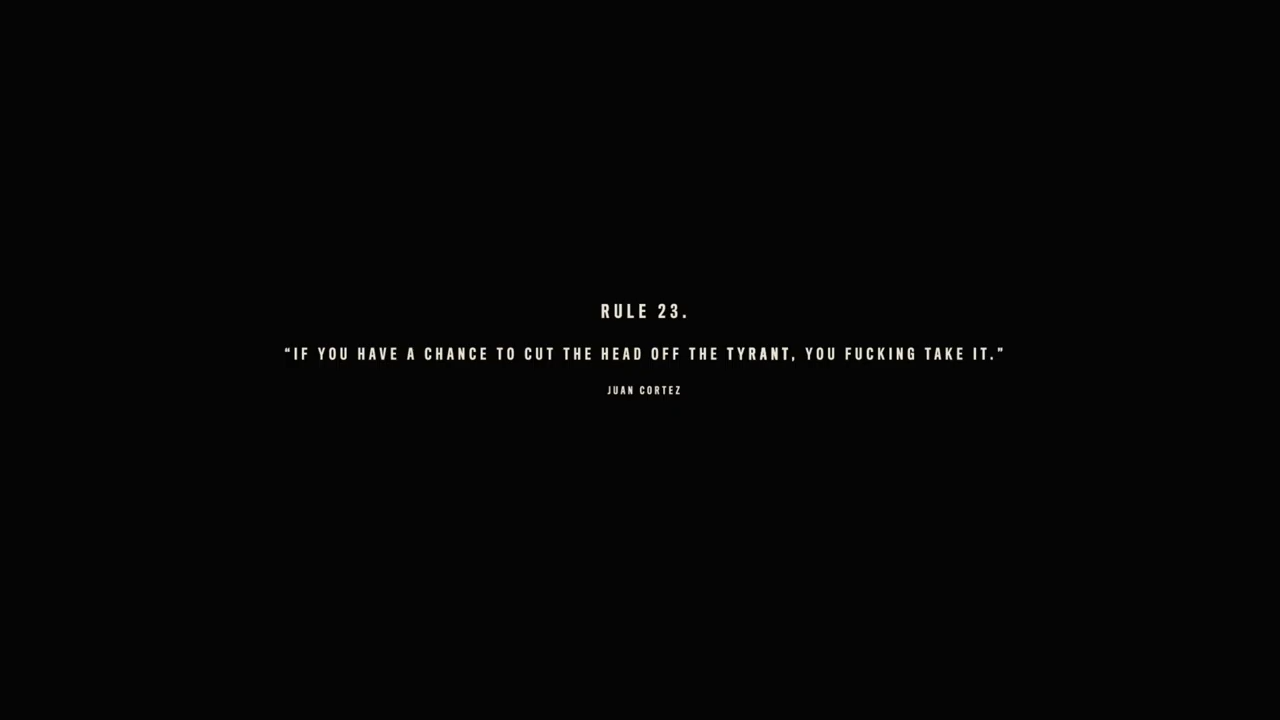 RULE 23.
“IF YOU HAVE A CHANCE TO CUT THE HEAD OFF THE TYRANT, YOU FUCKING TAKE IT.”
JUAN CORTEZ